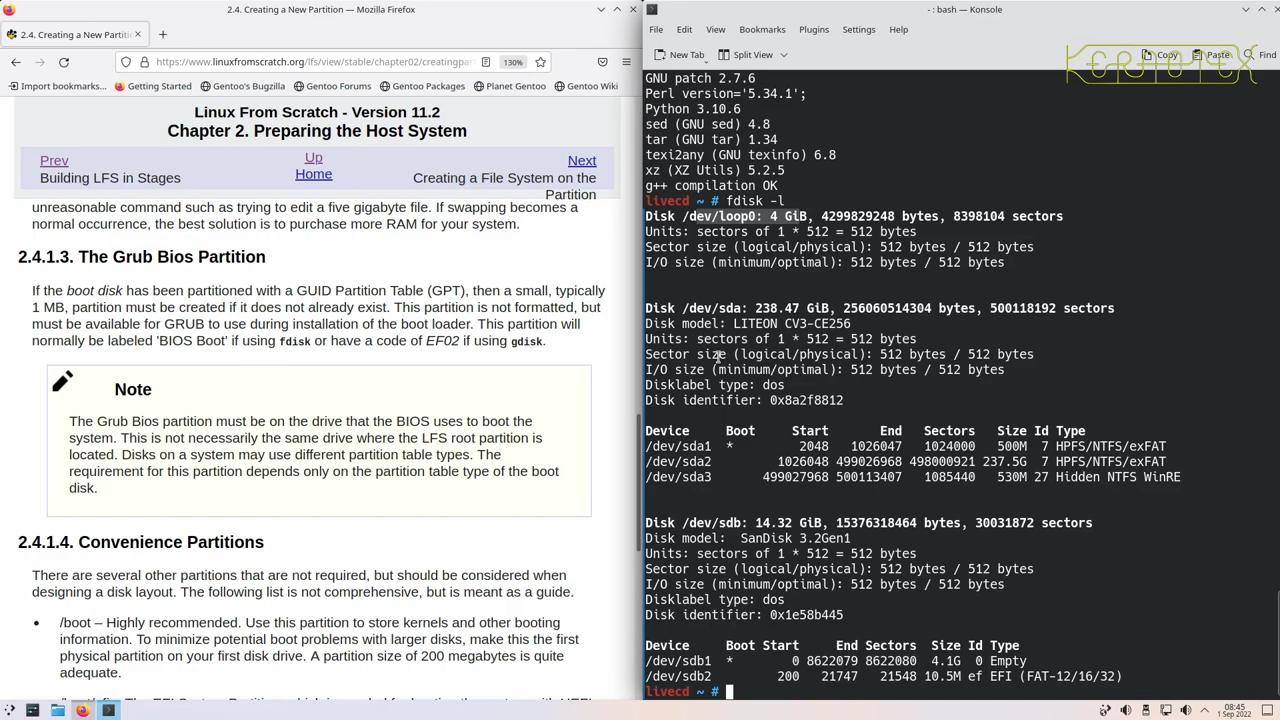 2.4. Creating a New Partition — Mozilla Firefox
2.4. Creating a New Partiti
https://www.linuxfromscratch.org/lfs/view/stable/chapter02/creatingpar
130%
Import bookmarks...
Getting Started
Gentoo's Bugzilla
Gentoo Forums
Gentoo Packages
Planet Gentoo
Gentoo Wiki
Linux From Scratch - Version 11.2
Chapter 2. Preparing the Host System
Prev
Up
Next
Building LFS in Stages
Home
Creating a File System on the
Partition
unreasonable command such as trying to edit a five gigabyte file. If swapping becomes a
normal occurrence, the best solution is to purchase more RAM for your system.
2.4.1.3. The Grub Bios Partition
If the boot disk has been partitioned with a GUID Partition Table (GPT), then a small, typically
1 MB, partition must be created if it does not already exist. This partition is not formatted, but
must be available for GRUB to use during installation of the boot loader. This partition will
normally be labeled 'BIOS Boot' if using fdisk or have a code of EF02 if using gdisk.
Note
The Grub Bios partition must be on the drive that the BIOS uses to boot the
system. This is not necessarily the same drive where the LFS root partition is
located. Disks on a system may use different partition table types. The
requirement for this partition depends only on the partition table type of the boot
disk.
2.4.1.4. Convenience Partitions
There are several other partitions that are not required, but should be considered when
designing a disk layout. The following list is not comprehensive, but is meant as a guide.
/boot – Highly recommended. Use this partition to store kernels and other booting
information. To minimize potential boot problems with larger disks, make this the first
physical partition on your first disk drive. A partition size of 200 megabytes is quite
adequate.
- : bash — Konsole
File Edit View Bookmarks Plugins Settings Help
New Tab
Split View
Copy
Paste
Find
GNU patch 2.7.6
Perl version='5.34.1';
Python 3.10.6
sed (GNU sed) 4.8
tar (GNU tar) 1.34
texi2any (GNU texinfo) 6.8
xz (XZ Utils) 5.2.5
g++ compilation OK
livecd ~ # fdisk -l
Disk /dev/loop0: 4 GiB, 4299829248 bytes, 8398104 sectors
Units: sectors of 1 * 512 = 512 bytes
Sector size (logical/physical): 512 bytes / 512 bytes
I/O size (minimum/optimal): 512 bytes / 512 bytes
Disk /dev/sda: 238.47 GiB, 256060514304 bytes, 500118192 sectors
Disk model: LITEON CV3-CE256
Units: sectors of 1 * 512 = 512 bytes
Sector size (logical/physical): 512 bytes / 512 bytes
I/O size (minimum/optimal): 512 bytes / 512 bytes
Disklabel type: dos
Disk identifier: 0x8a2f8812
Device Boot Start End Sectors Size Id Type
/dev/sda1 * 2048 1026047 1024000 500M 7 HPFS/NTFS/exFAT
/dev/sda2 1026048 499026968 498000921 237.5G 7 HPFS/NTFS/exFAT
/dev/sda3 499027968 500113407 1085440 530M 27 Hidden NTFS WinRE
Disk /dev/sdb: 14.32 GiB, 15376318464 bytes, 30031872 sectors
Disk model: SanDisk 3.2Gen1
Units: sectors of 1 * 512 = 512 bytes
Sector size (logical/physical): 512 bytes / 512 bytes
I/O size (minimum/optimal): 512 bytes / 512 bytes
Disklabel type: dos
Disk identifier: 0x1e58b445
Device Boot Start End Sectors Size Id Type
/dev/sdb1 * 0 8622079 8622080 4.1G 0 Empty
/dev/sdb2 200 21747 21548 10.5M ef EFI (FAT-12/16/32)
livecd ~ #
08:45
1 Sep 2022